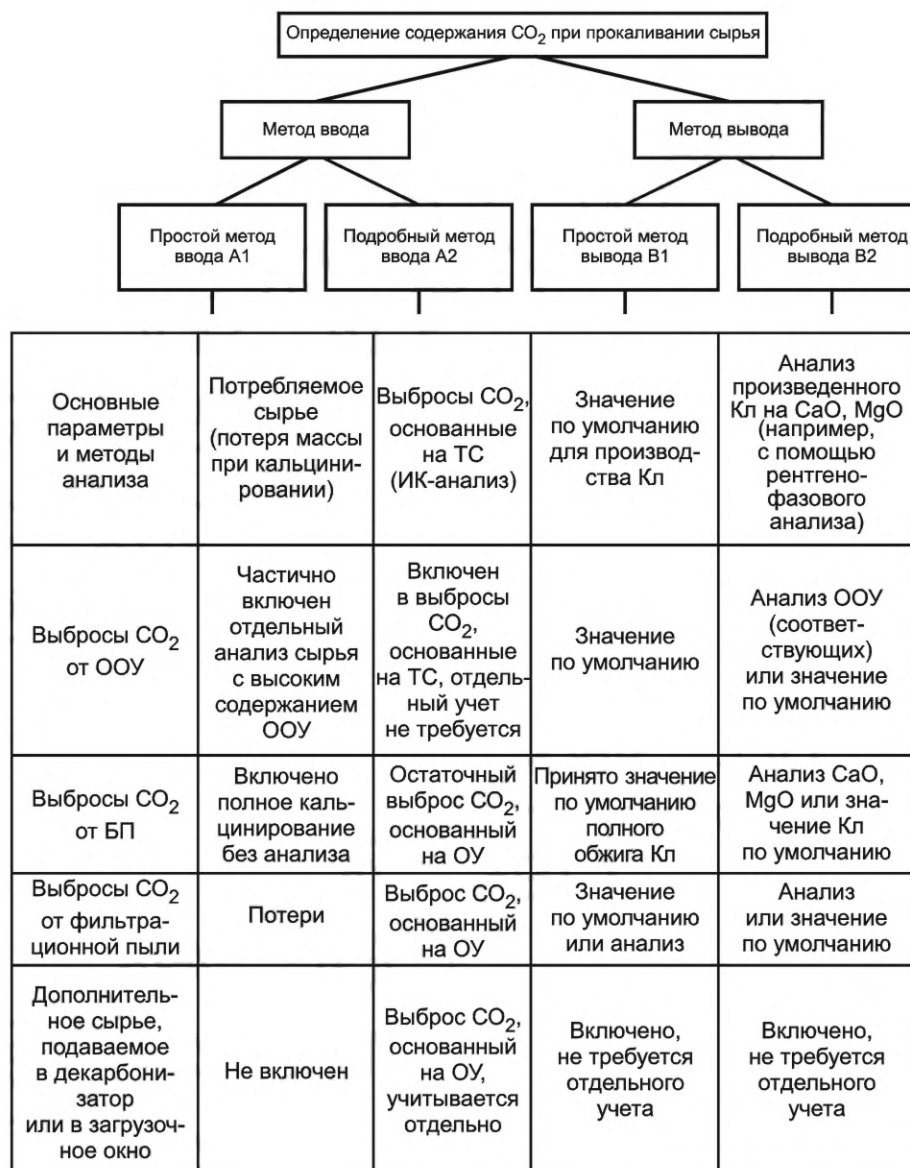 Определение содержания CO2 при прокаливании сырья
Метод ввода
Метод вывода
Простой метод
ввода A1
Подробный метод
ввода A2
Простой метод
вывода B1
Подробный метод
вывода B2
Основные
параметры
и методы
анализа
Потребляемое
сырье
(потеря массы
при кальцини-
ровании)
Выбросы CO2,
основанные
на TC
(ИК-анализ)
Значение
по умолчанию
для производ-
ства Кл
Анализ
произведенного
Кл на CaO, MgO
(например,
с помощью
рентгено-
фазового
анализа)
Выбросы CO2
от ООУ
Частично
включен
отдельный
анализ сырья
с высоким
содержанием
ООУ
Включен
в выбросы
CO2,
основанные
на TC, отдель-
ный учет
не требуется
Значение
по умолчанию
Анализ ООУ
(соответ-
ствующих)
или значение
по умолчанию
Выбросы CO2
от БП
Включено
полное каль-
цинирование
без анализа
Остаточный
выброс CO2,
основанный
на ОУ
Принято значение
по умолчанию
полного
обжига Кл
Анализ CaO,
MgO или зна-
чение Кл
по умолчанию
Выбросы CO2
от фильтра-
ционной пыли
Потери
Выброс CO2,
основанный
на ОУ
Значение
по умолчанию
или анализ
Анализ
или значение
по умолчанию
Дополнитель-
ное сырье,
подаваемое
в декарбони-
затор
или в загрузоч-
ное окно
Не включен
Выброс CO2,
основанный
на ОУ,
учитывается
отдельно
Включено,
не требуется
отдельного
учета
Включено,
не требуется
отдельного
учета